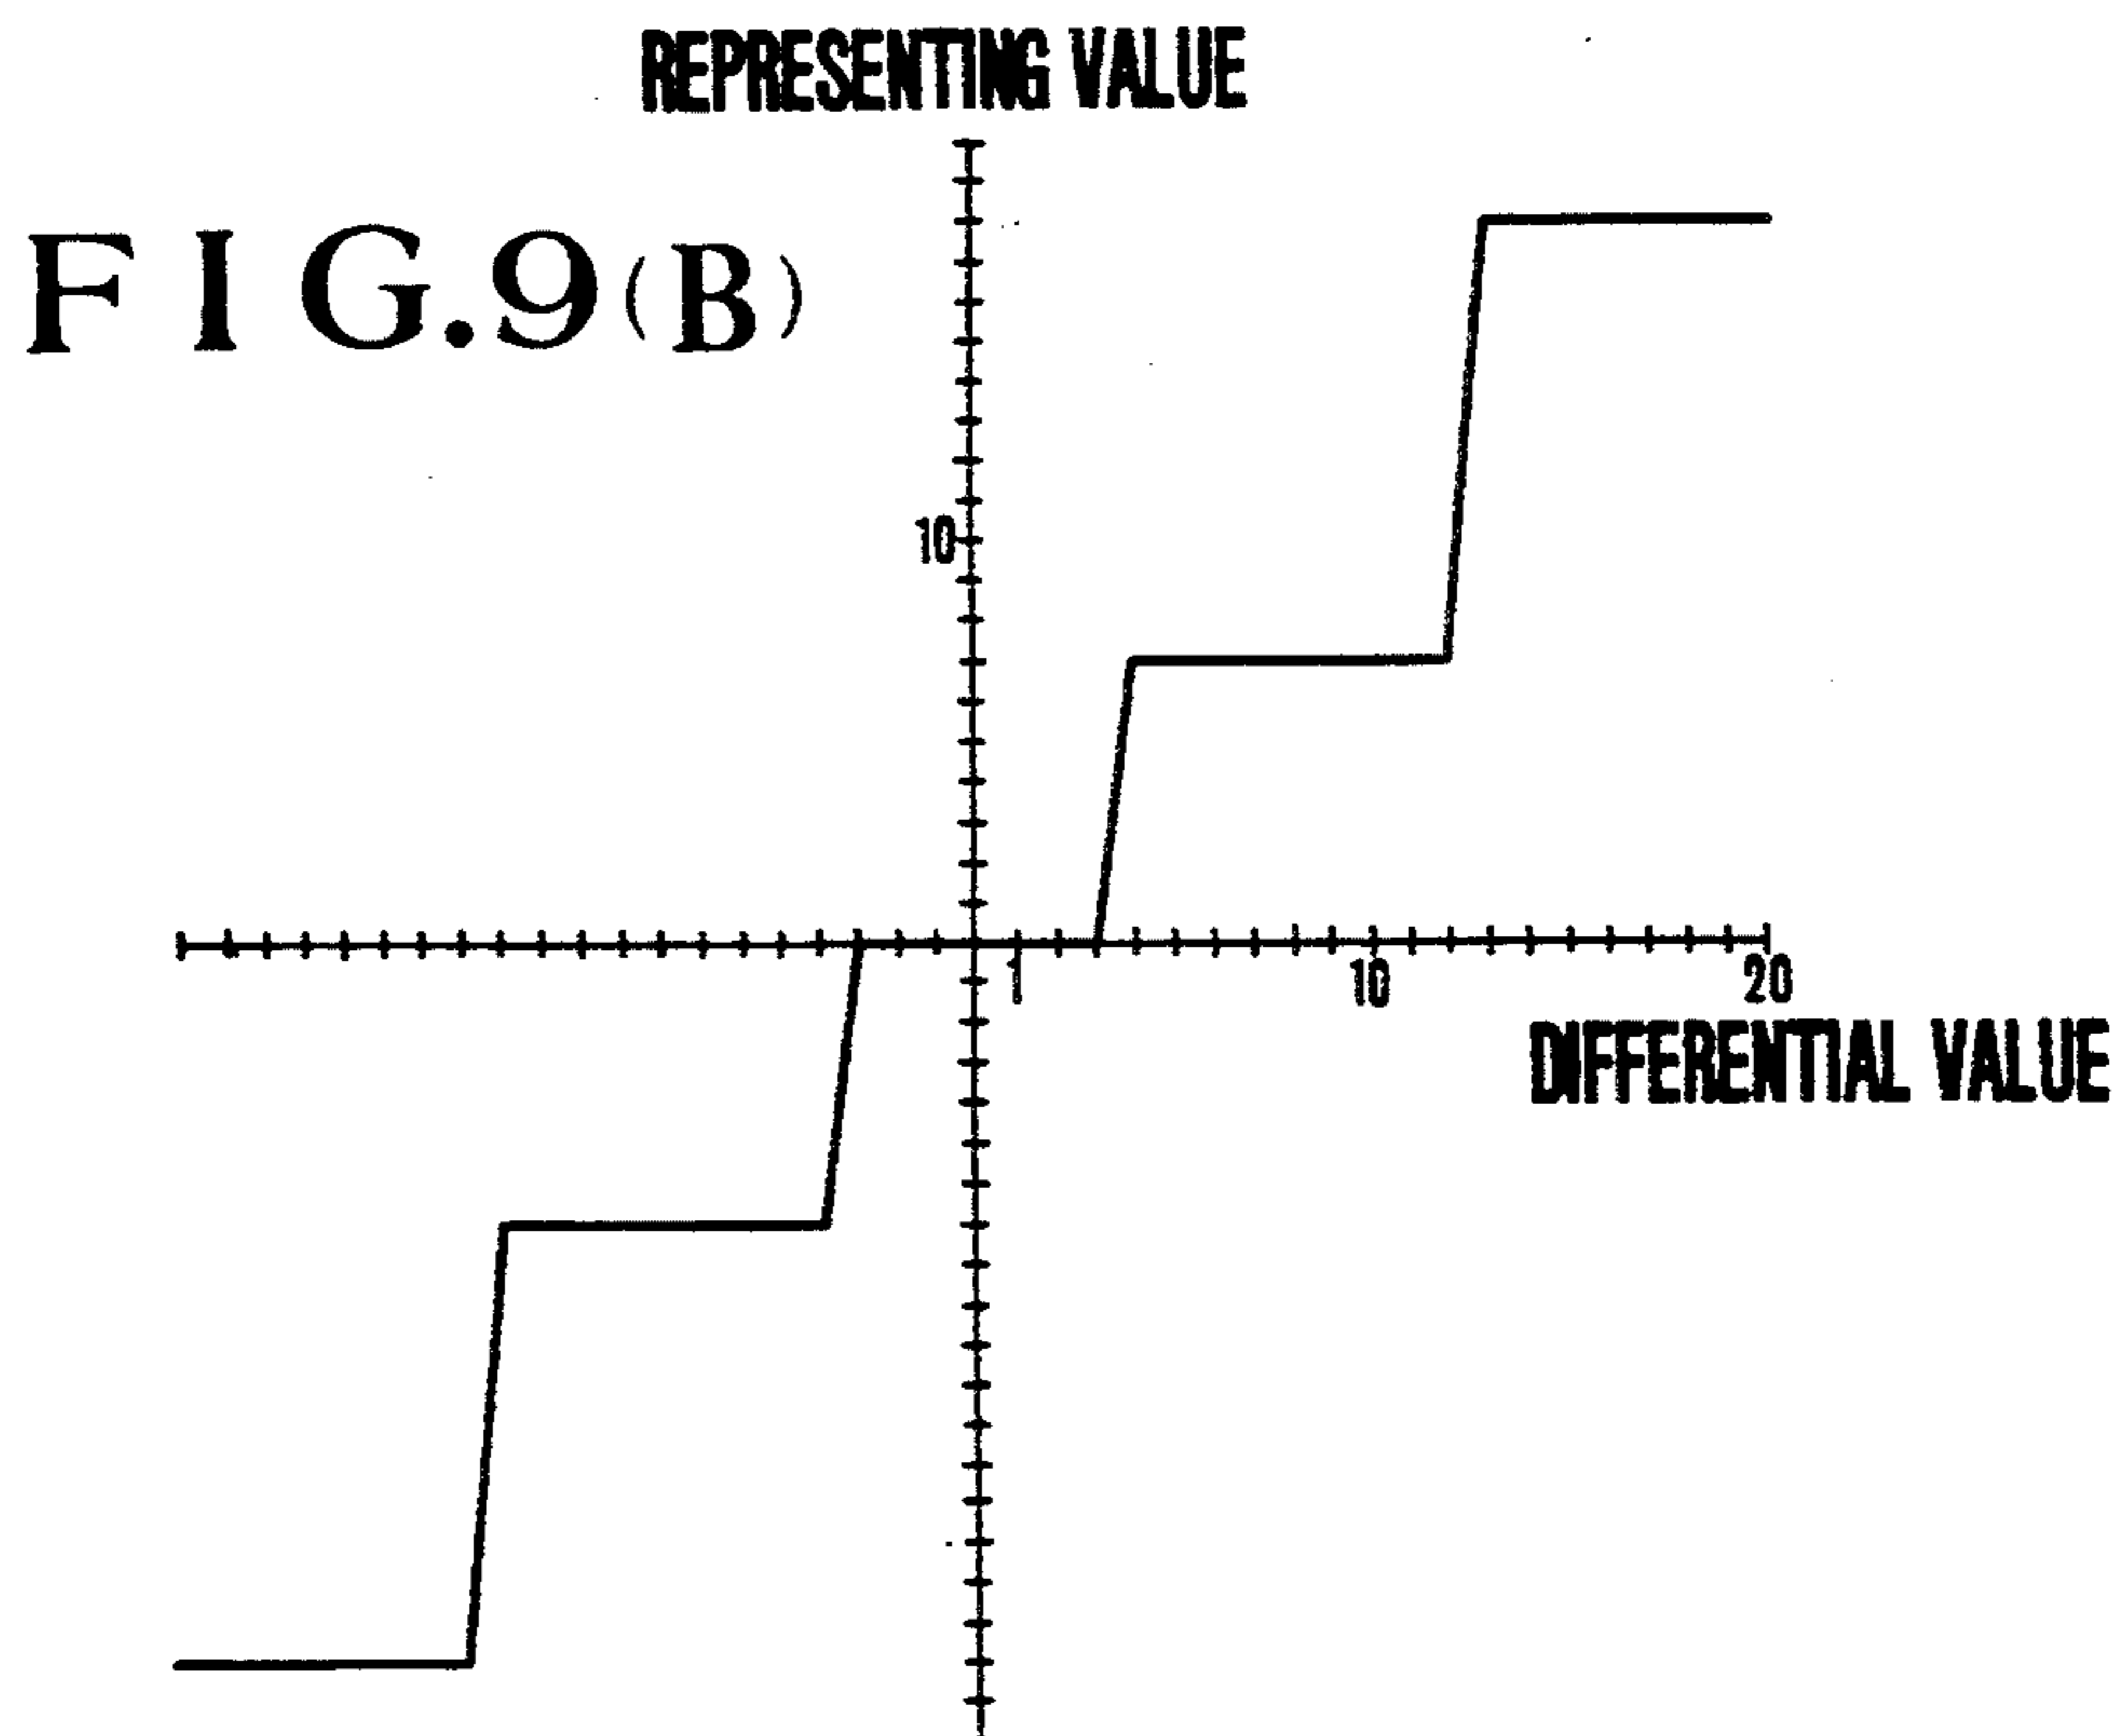 REPRESENTING VALUE
FIG.9(B)
10
1
10
20
DIFFERENTIAL VALUE